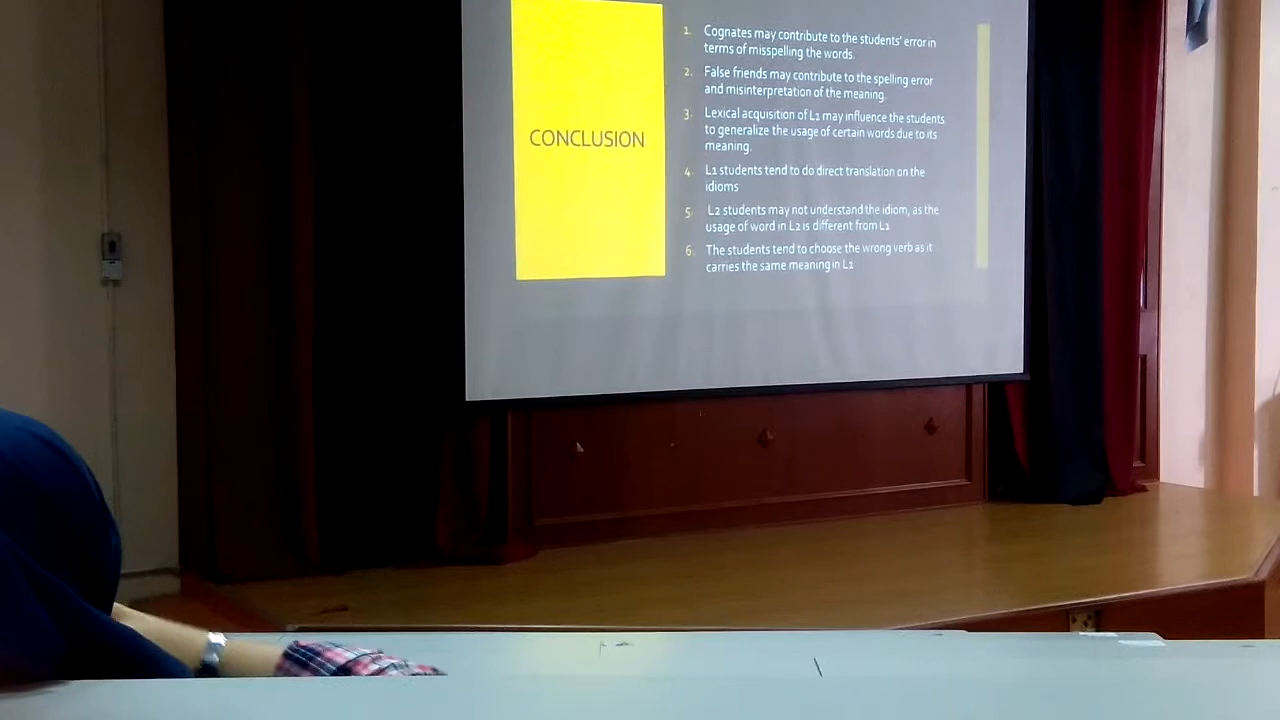 CONCLUSION
1. Cognates may contribute to the students' error in
terms of misspelling the words.
2. False friends may contribute to the spelling error
and misinterpretation of the meaning.
3. Lexical acquisition of L1 may influence the students
to generalize the usage of certain words due to its
meaning.
4. L1 students tend to do direct translation on the
idioms
5. L2 students may not understand the idiom, as the
usage of word in L2 is different from L1
6. The students tend to choose the wrong verb as it
carries the same meaning in L1